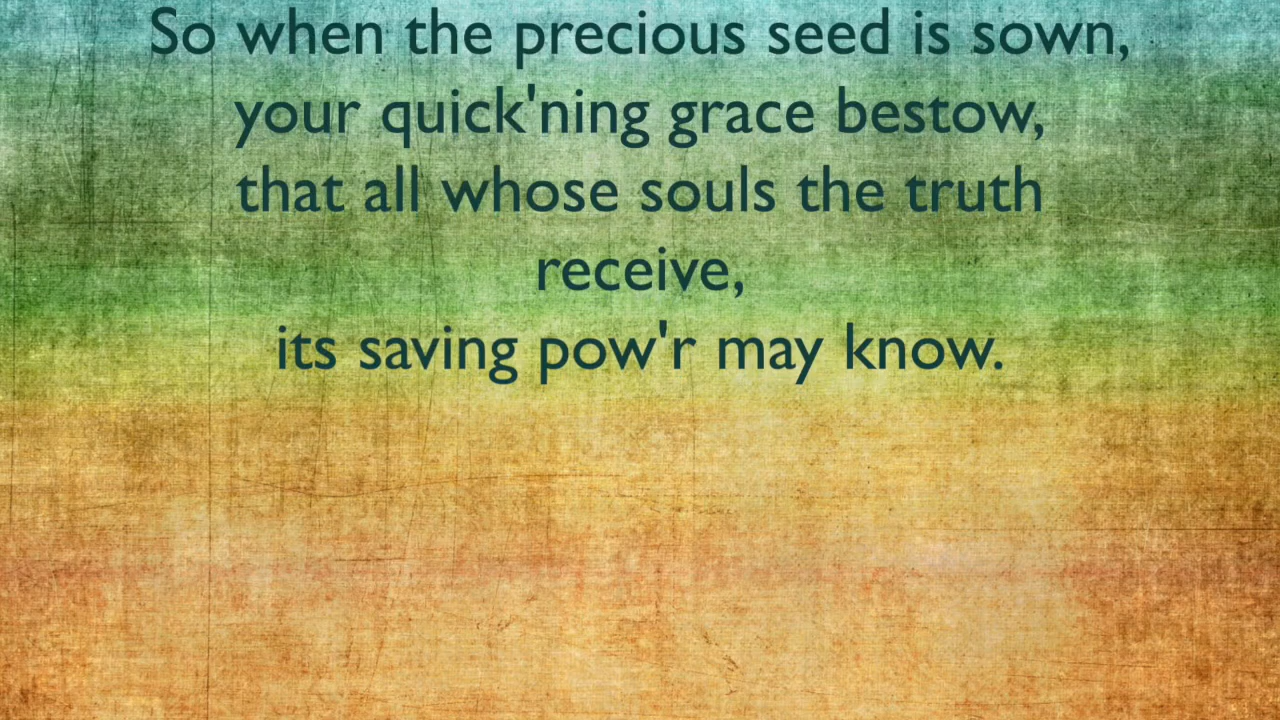 So when the precious seed is sown,
your quick'ning grace bestow,
that all whose souls the truth
receive,
its saving pow'r may know.